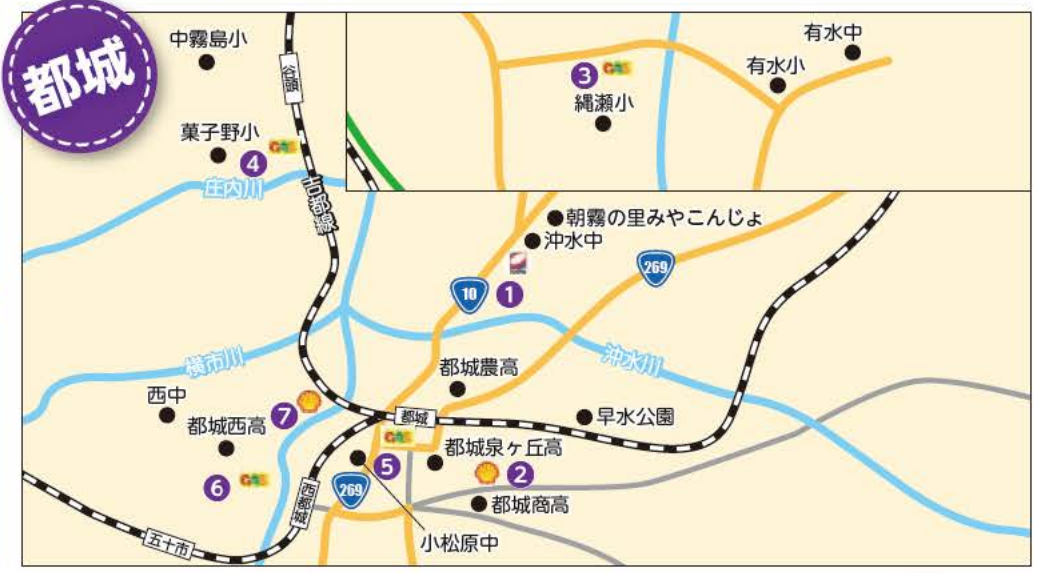 都城
中霧島小
谷頭
菓子野小
GAS
4
庄内川
吉都線
有水中
有水小
3
GAS
縄瀬小
朝霧の里みやこんじょ
沖水中
269
10
1
横市川
沖水川
都城農高
西中
7
都城
早水公園
都城西高
GAS
都城泉ヶ丘高
5
2
6
GAS
269
西都城
都城商高
小松原中
五十市